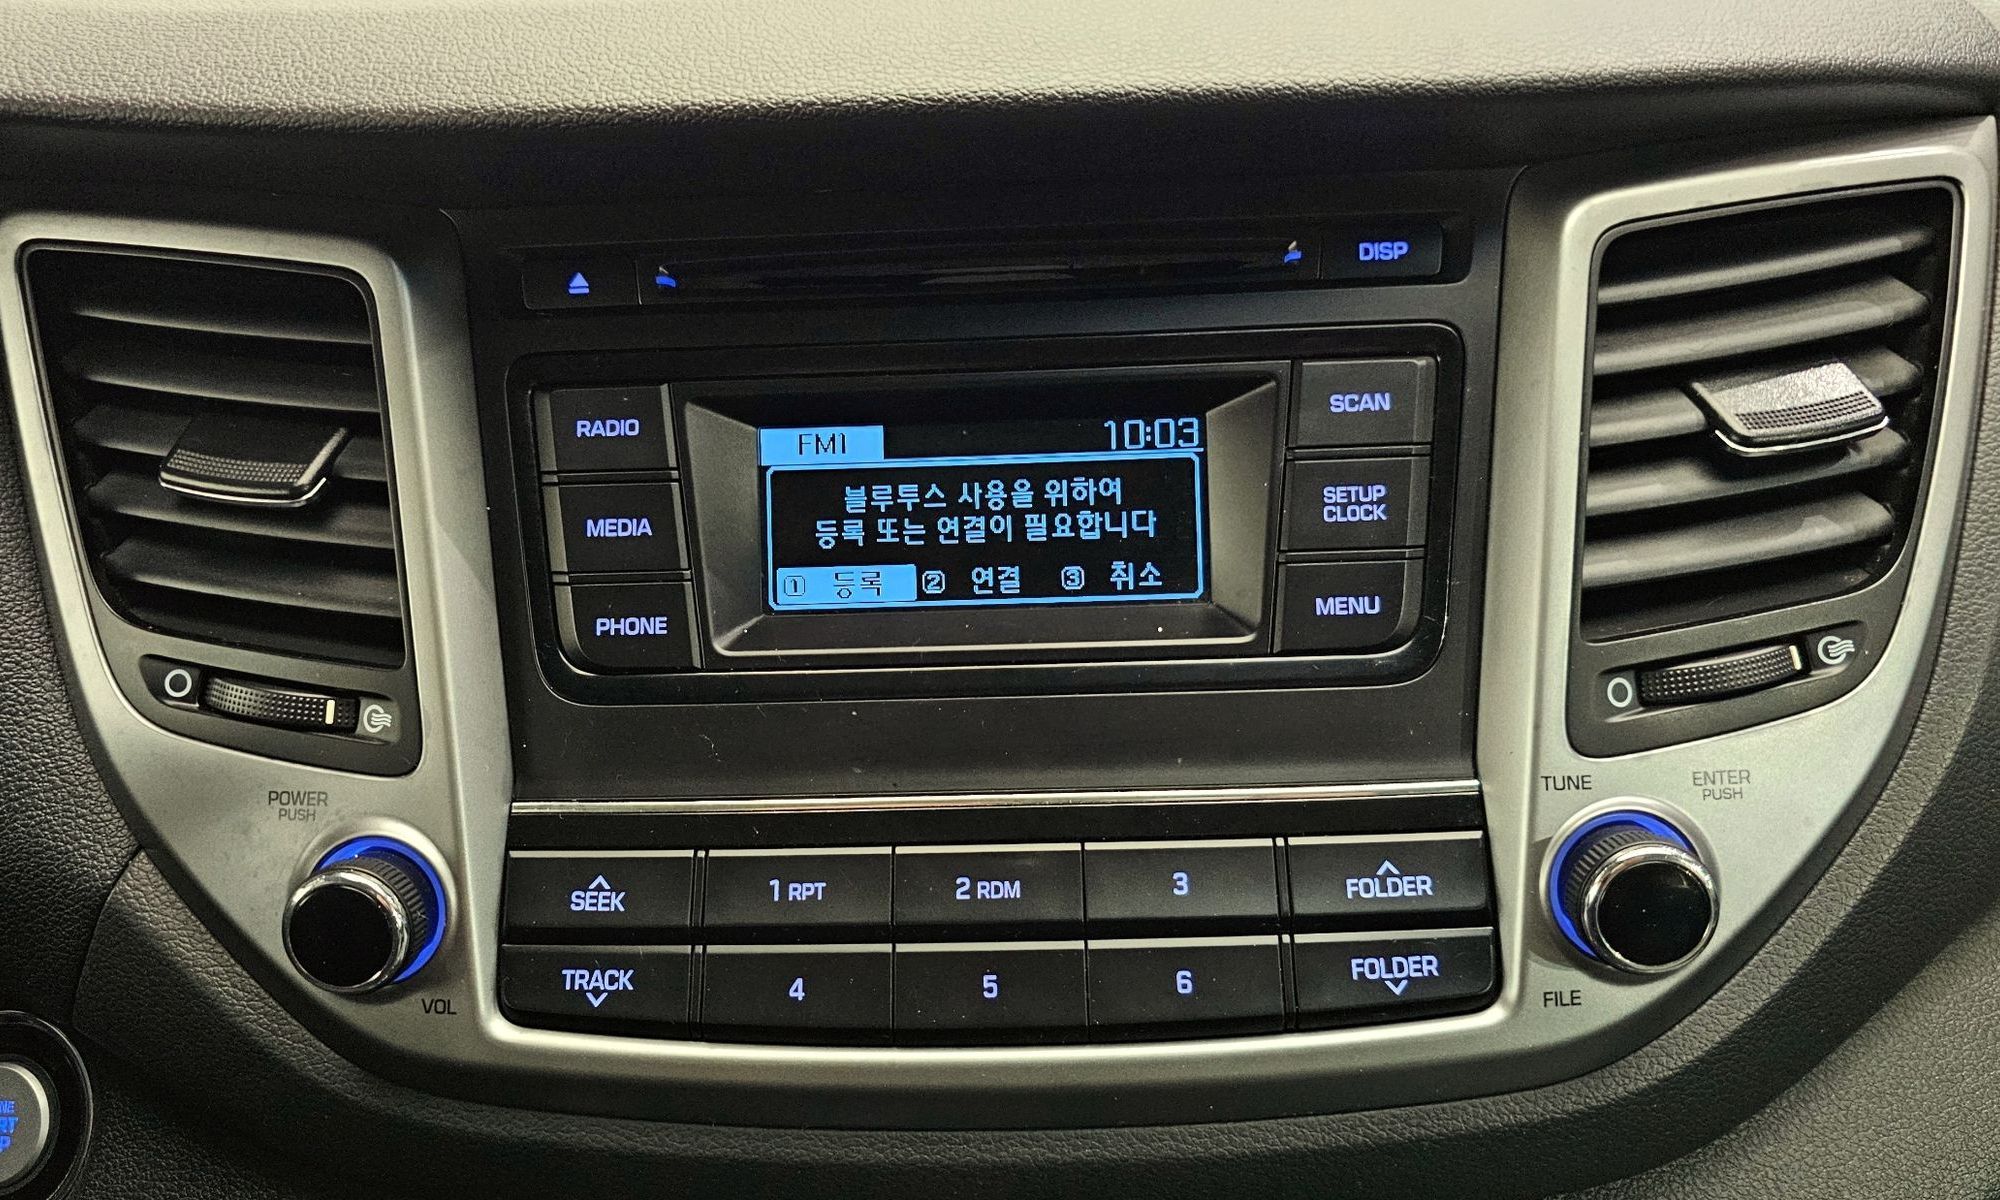 DISP
RADIO
MEDIA
PHONE
FM1 10:03
블루투스 사용을 위하여
등록 또는 연결이 필요합니다
1 등록 2 연결 3 취소
SCAN
SETUP
CLOCK
MENU
POWER
PUSH
VOL
TUNE
ENTER
PUSH
FILE
SEEK
1 RPT
2 RDM
3
FOLDER
TRACK
4
5
6
FOLDER